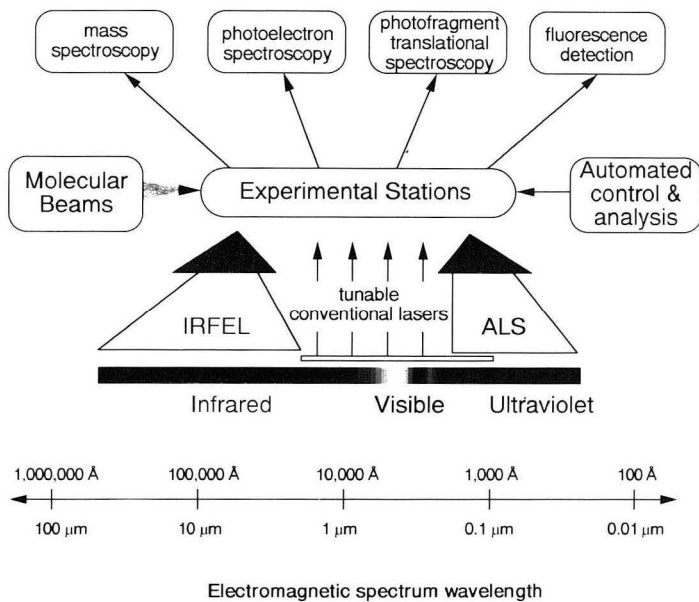 mass
spectroscopy
photoelectron
spectroscopy
photofragment
translational
spectroscopy
fluorescence
detection
Molecular
Beams
Experimental Stations
Automated
control &
analysis
tunable
conventional lasers
IRFEL
ALS
Infrared
Visible
Ultraviolet
1,000,000 Å
100,000 Å
10,000 Å
1,000 Å
100 Å
100 µm
10 µm
1 µm
0.1 µm
0.01 µm
Electromagnetic spectrum wavelength